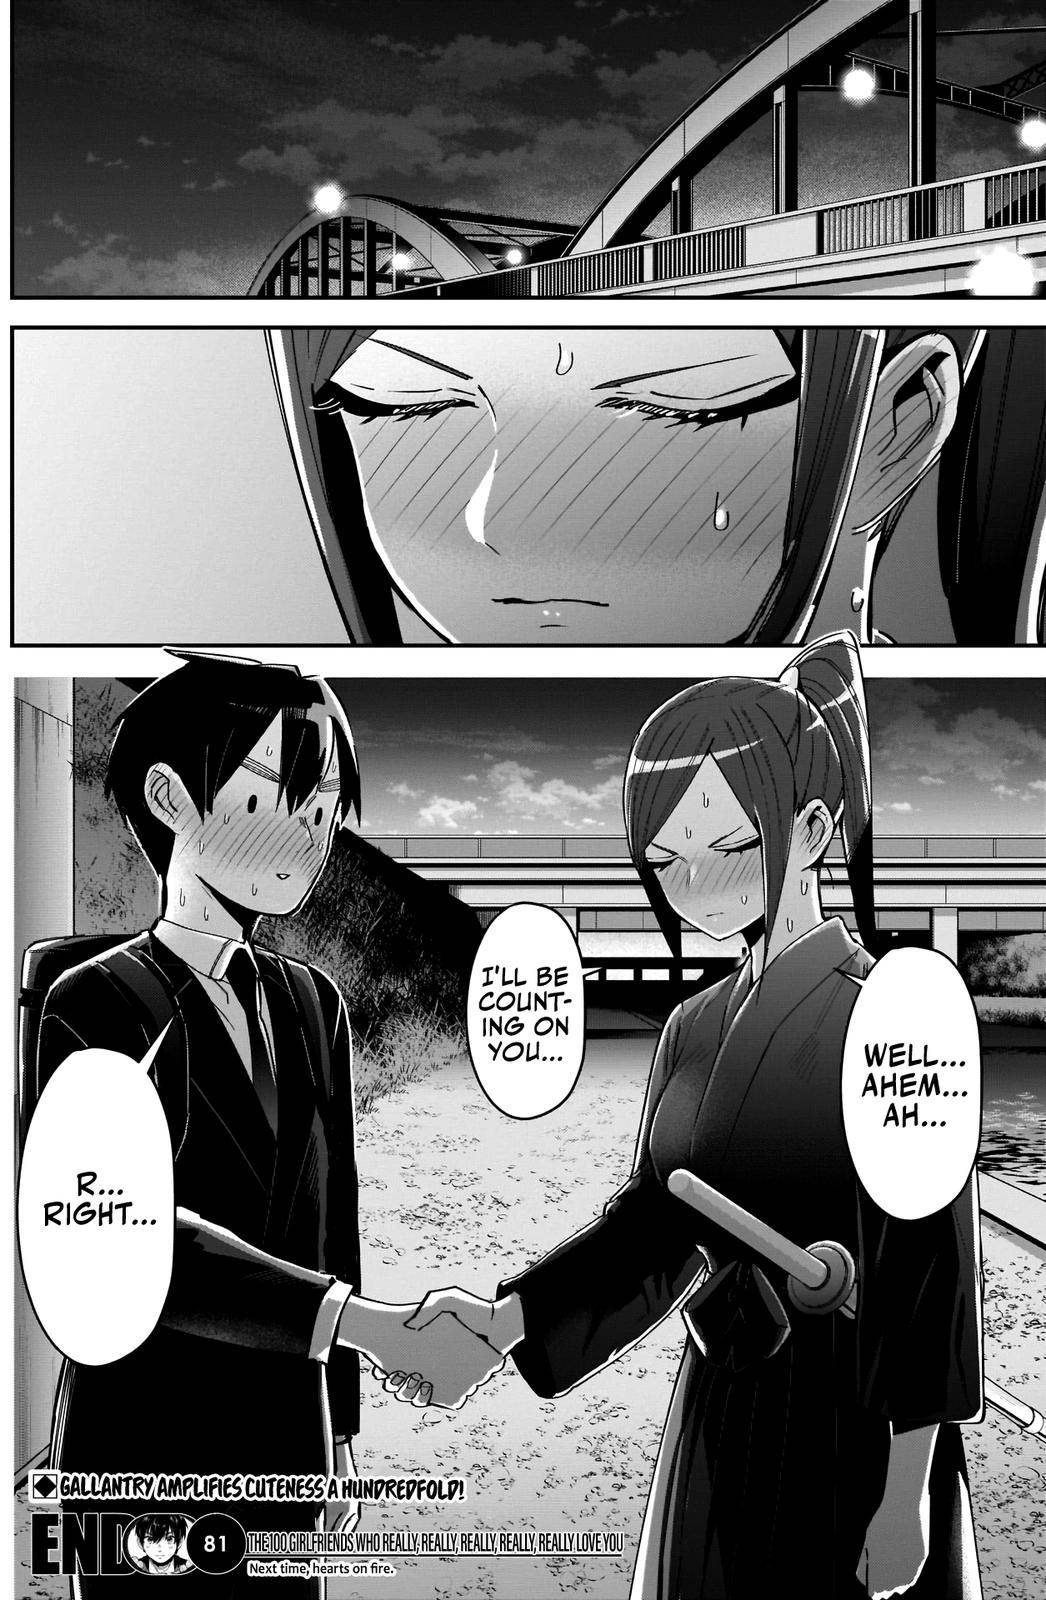 WELL...
AHEM...
AH...
I'LL BE
COUNT-
ING ON
YOU...
R...
RIGHT...
GALLANTRY AMPLIFIES CUTENESS A HUNDREDFOLD!
END 81 THE 100 GIRLFRIENDS WHO REALLY, REALLY, REALLY, REALLY, REALLY LOVE YOU
Next time, hearts on fire.